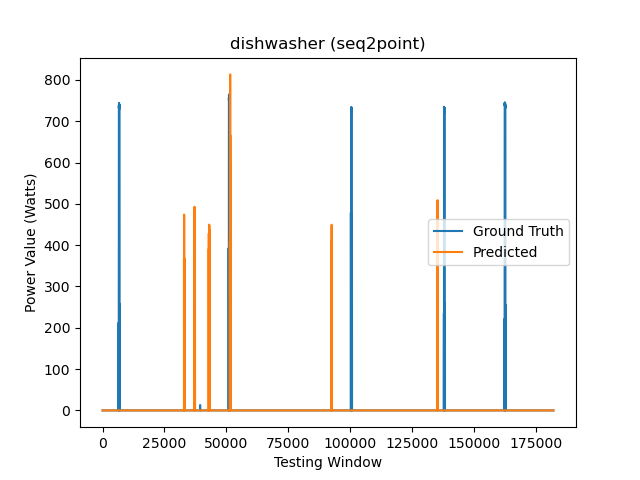 dishwasher (seq2point)
Power Value (Watts)
800
700
600
500
400
300
200
100
0
Ground Truth
Predicted
0 25000 50000 75000 100000 125000 150000 175000
Testing Window